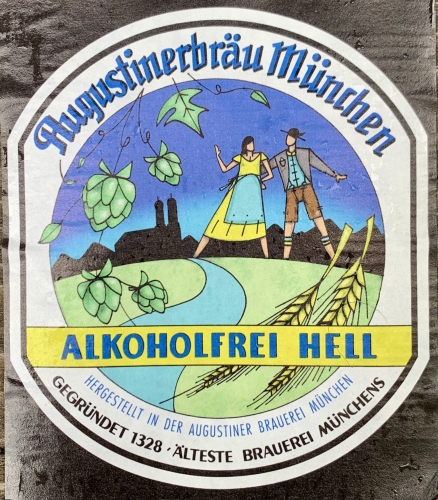 Augustinerbräu München
ALKOHOLFREI HELL
HERGESTELLT IN DER AUGUSTINER BRAUEREI MÜNCHEN
GEGRÜNDET 1328 · ÄLTESTE BRAUEREI MÜNCHENS